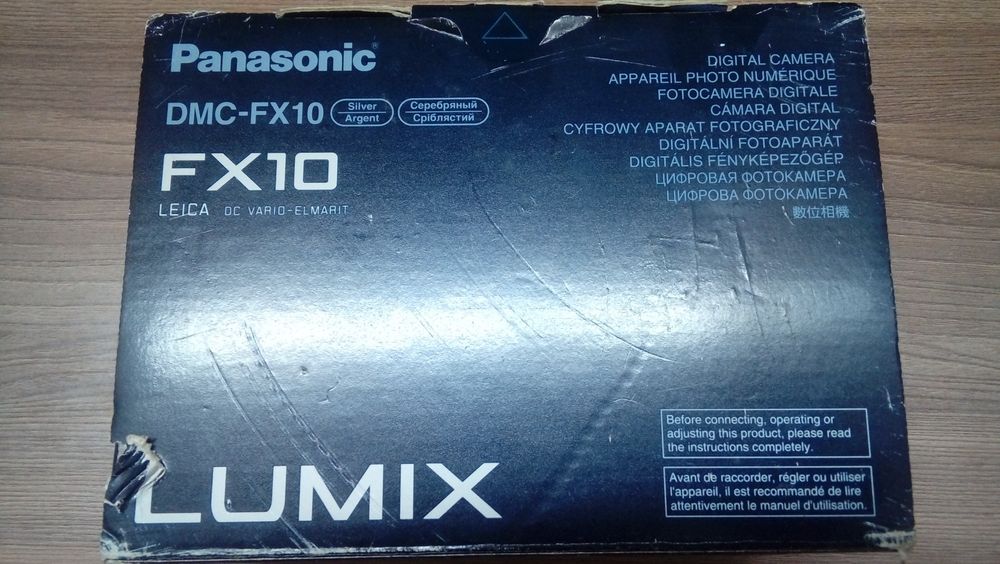 Panasonic®
DMC-FX10
Silver
Argent
Серебряный
Сріблястий
FX10
LEICA DC VARIO-ELMARIT
DIGITAL CAMERA
APPAREIL PHOTO NUMÉRIQUE
FOTOCAMERA DIGITALE
CÁMARA DIGITAL
CYFROWY APARAT FOTOGRAFICZNY
DIGITÁLNÍ FOTOAPARÁT
DIGITÁLIS FÉNYKÉPEZŐGÉP
ЦИФРОВАЯ ФОТОКАМЕРА
ЦИФРОВА ФОТОКАМЕРА
數位相機
Before connecting, operating or
adjusting this product, please read
the instructions completely.
Avant de raccorder, régler ou utiliser
l'appareil, il est recommandé de lire
attentivement le manuel d'utilisation.
LUMIX